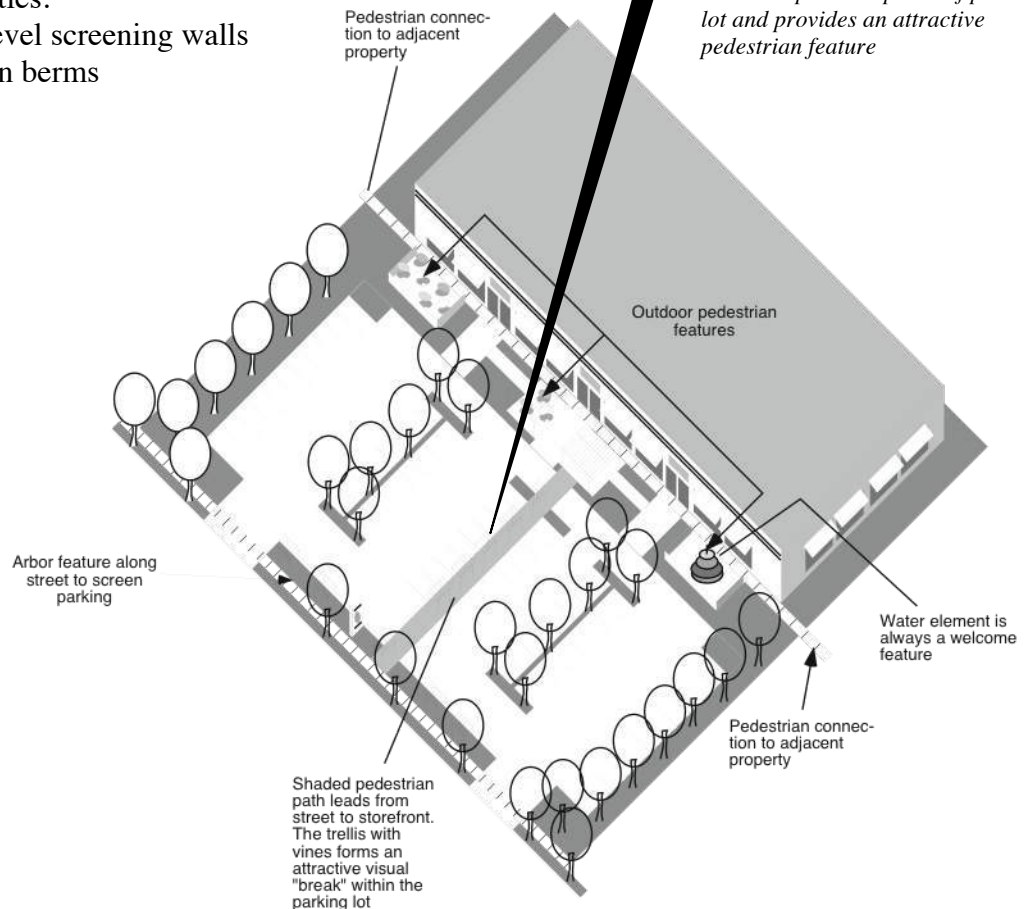 evel screening walls
n berms
lot and provides an attractive
pedestrian feature
Pedestrian connec-
tion to adjacent
property
Outdoor pedestrian
features
Arbor feature along
street to screen
parking
Water element is
always a welcome
feature
Pedestrian connec-
tion to adjacent
property
Shaded pedestrian
path leads from
street to storefront.
The trellis with
vines forms an
attractive visual
"break" within the
parking lot